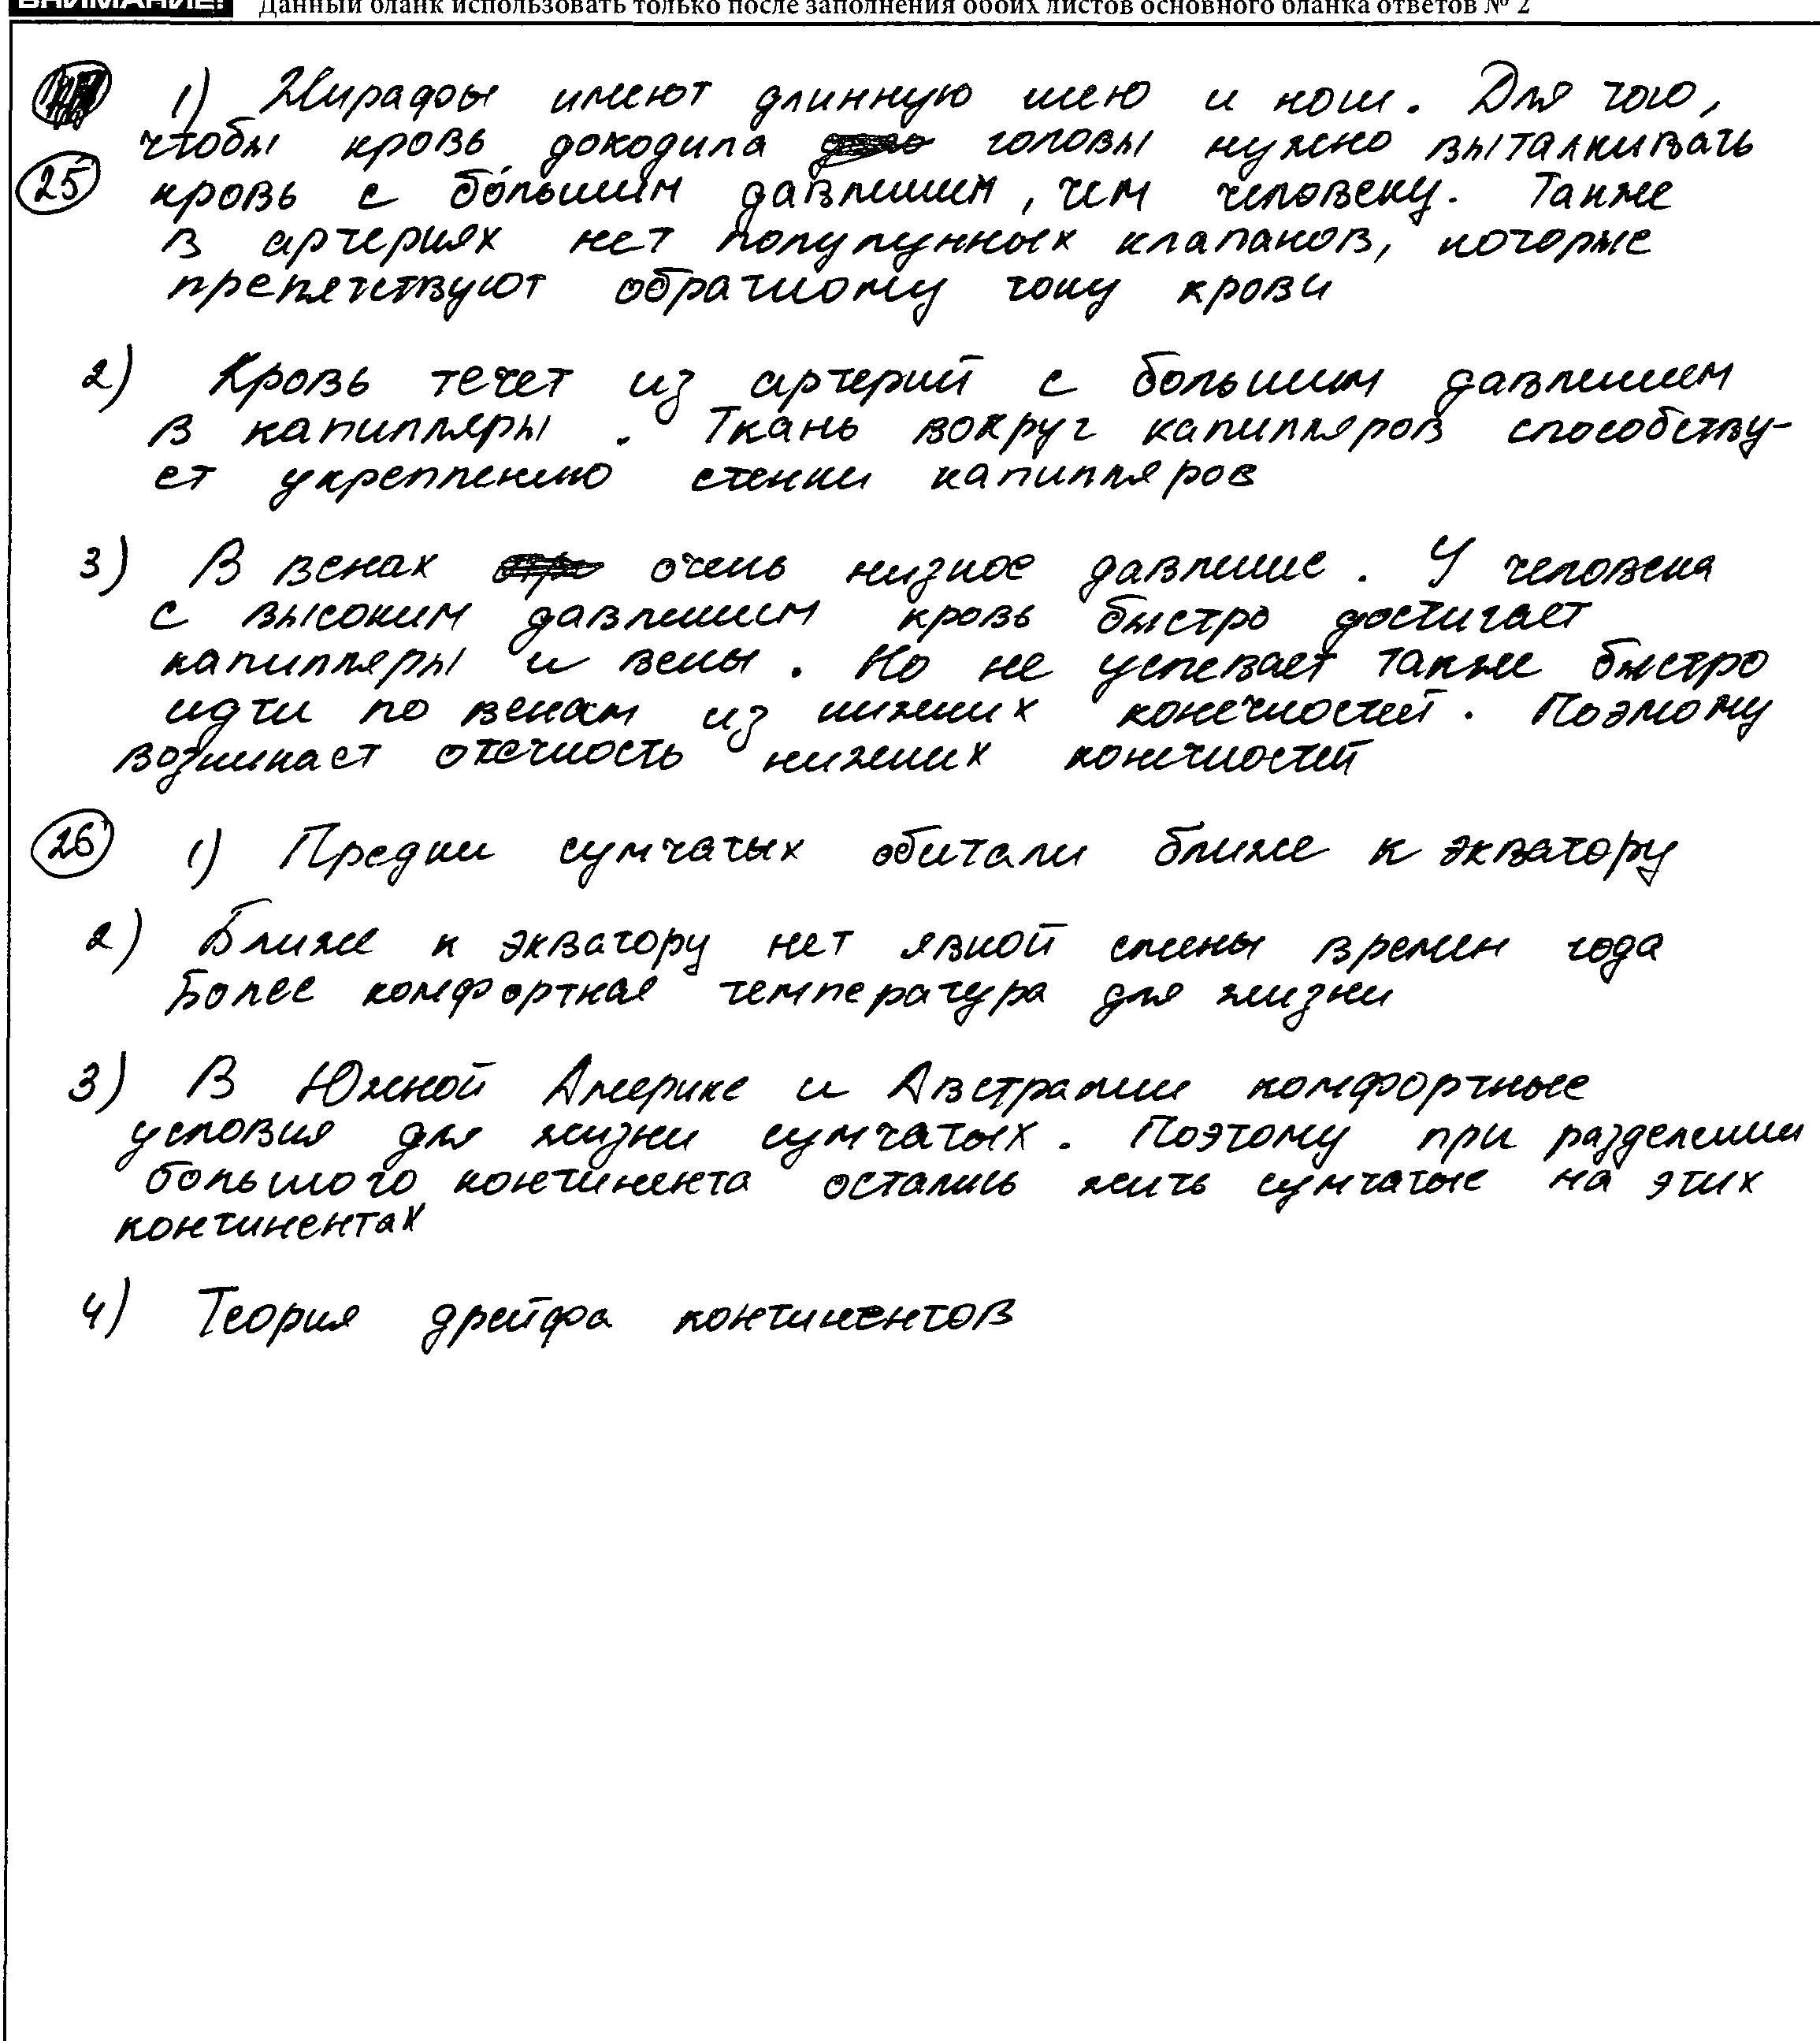 ВНИМАНИЕ! Данный бланк использовать только после заполнения обоих листов основного бланка ответов № 2
1) Жирафы имеют длинную шею и ноги. Для того,
чтобы кровь доходила головы нужно выталкивать
25 кровь с бо́льшим давлением, чем человеку. Также
в артериях нет полулунных клапанов, которые
препятствуют обратному току крови
2) Кровь течет из артерий с большим давлением
в капилляры. Ткань вокруг капилляров способству-
ет укреплению стенки капилляров
3) В венах очень низкое давление. У человека
с высоким давлением кровь быстро достигает
капилляры и вены. Но не успевает также быстро
идти по венам из нижних конечностей. Поэтому
возникает отечность нижних конечностей
26 1) Предки сумчатых обитали ближе к экватору
2) Ближе к экватору нет явной смены времен года
Более комфортная температура для жизни
3) В Южной Америке и Австралии комфортные
условия для жизни сумчатых. Поэтому при разделении
большого континента остались жить сумчатые на этих
континентах
4) Теория дрейфа континентов